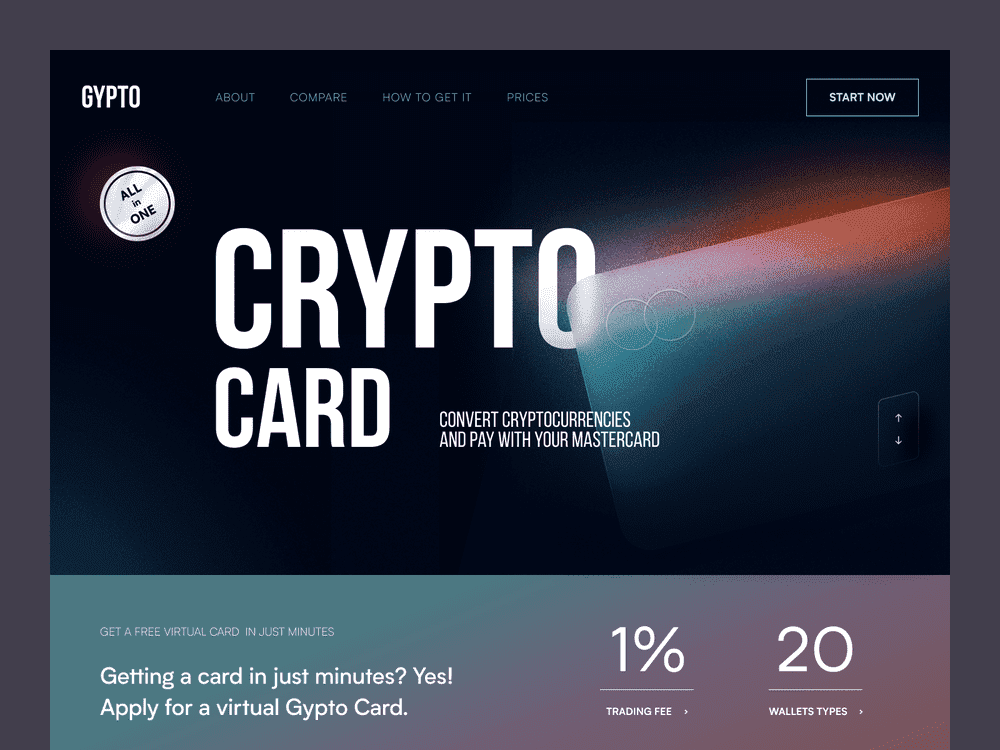 GYPTO
ABOUT
COMPARE
HOW TO GET IT
PRICES
START NOW
ALL
in
ONE
CRYPTO
CARD
CONVERT CRYPTOCURRENCIES
AND PAY WITH YOUR MASTERCARD
↑
↓
GET A FREE VIRTUAL CARD IN JUST MINUTES
Getting a card in just minutes? Yes!
Apply for a virtual Gypto Card.
1%
TRADING FEE ›
20
WALLETS TYPES ›